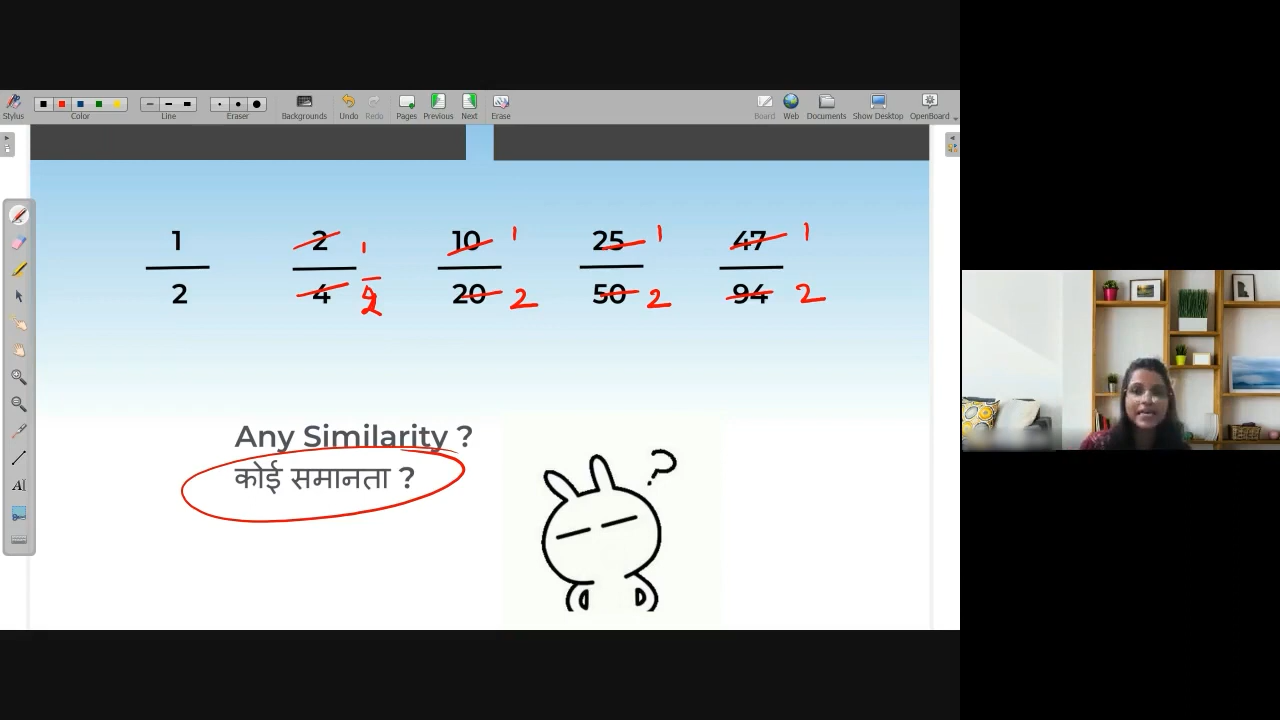 Stylus Color Line Eraser Backgrounds Undo Redo Pages Previous Next Erase Board Web Documents Show Desktop OpenBoard
1 2 1 10 1 25 1 47 1
2 4 2 20 2 50 2 94 2
Any Similarity ?
कोई समानता ?
?